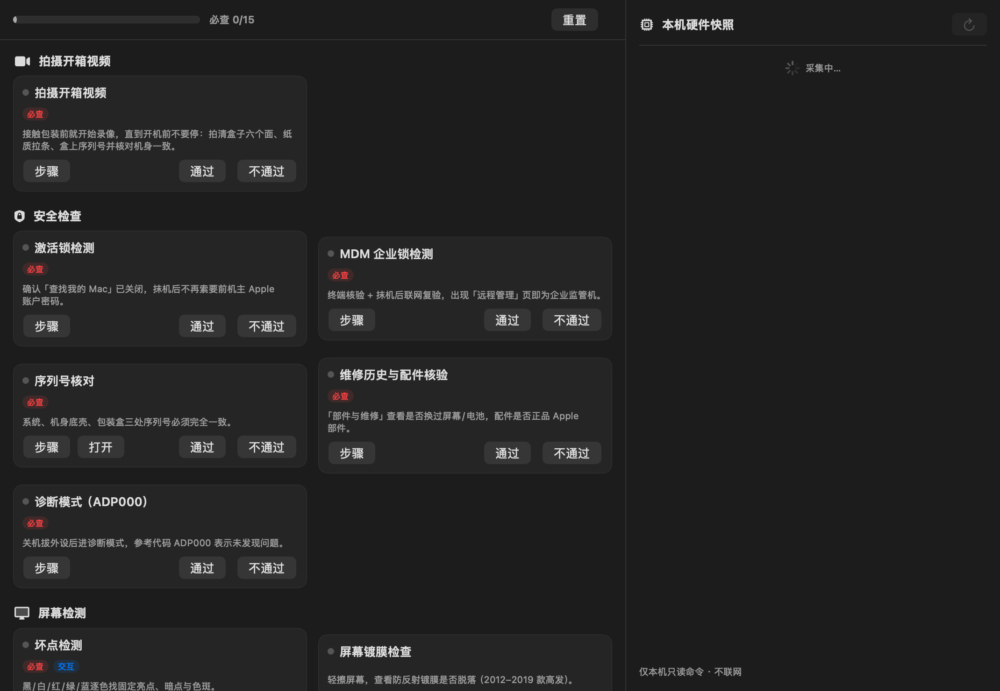 必查 0/15
重置
拍摄开箱视频
拍摄开箱视频
必查
接触包装前就开始录像，直到开机前不要停：拍清盒子六个面、纸
质拉条、盒上序列号并核对机身一致。
步骤 通过 不通过
安全检查
激活锁检测
必查
确认「查找我的 Mac」已关闭，抹机后不再索要前机主 Apple
账户密码。
步骤 通过 不通过
MDM 企业锁检测
必查
终端核验 + 抹机后联网复验，出现「远程管理」页即为企业监管机。
步骤 通过 不通过
序列号核对
必查
系统、机身底壳、包装盒三处序列号必须完全一致。
步骤 打开 通过 不通过
维修历史与配件核验
必查
「部件与维修」查看是否换过屏幕/电池，配件是否正品 Apple
部件。
步骤 通过 不通过
诊断模式（ADP000）
必查
关机拔外设后进诊断模式，参考代码 ADP000 表示未发现问题。
步骤 通过 不通过
屏幕检测
坏点检测
必查 交互
黑/白/红/绿/蓝逐色找固定亮点、暗点与色斑。
屏幕镀膜检查
轻擦屏幕，查看防反射镀膜是否脱落（2012–2019 款高发）。
本机硬件快照
采集中...
仅本机只读命令 · 不联网